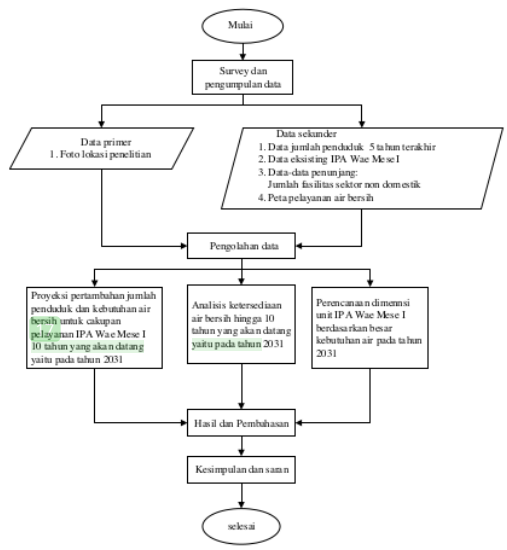 Mulai
Survey dan
pengumpulan data
Data primer
1. Foto lokasi penelitian
Data sekunder
1. Data jumlah penduduk 5 tahun terakhir
2. Data eksisting IPA Wae Mese I
3. Data-data penunjang:
Jumlah fasilitas sektor non domestik
4. Peta pelayanan air bersih
Pengolahan data
Proyeksi pertambahan jumlah
penduduk dan kebutuhan air
bersih untuk cakupan
pelayanan IPA Wae Mese I
10 tahun yang akan datang
yaitu pada tahun 2031
Analisis ketersediaan
air bersih hingga 10
tahun yang akan datang
yaitu pada tahun 2031
Perencanaan dimennsi
unit IPA Mese I
berdasarkan besar
kebutuhan air pada tahun
2031
Hasil dan Pembahasan
Kesimpulan dan saran
selesai